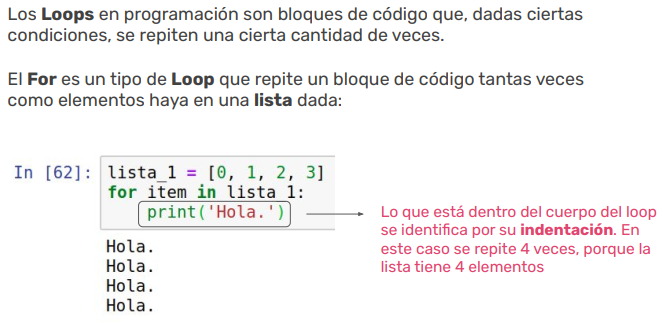 Los Loops en programación son bloques de código que, dadas ciertas
condiciones, se repiten una cierta cantidad de veces.
El For es un tipo de Loop que repite un bloque de código tantas veces
como elementos haya en una lista dada:
In [62]: lista_1 = [0, 1, 2, 3]
for item in lista_1:
print('Hola.')
Lo que está dentro del cuerpo del loop
se identifica por su indentación. En
este caso se repite 4 veces, porque la
lista tiene 4 elementos
Hola.
Hola.
Hola.
Hola.